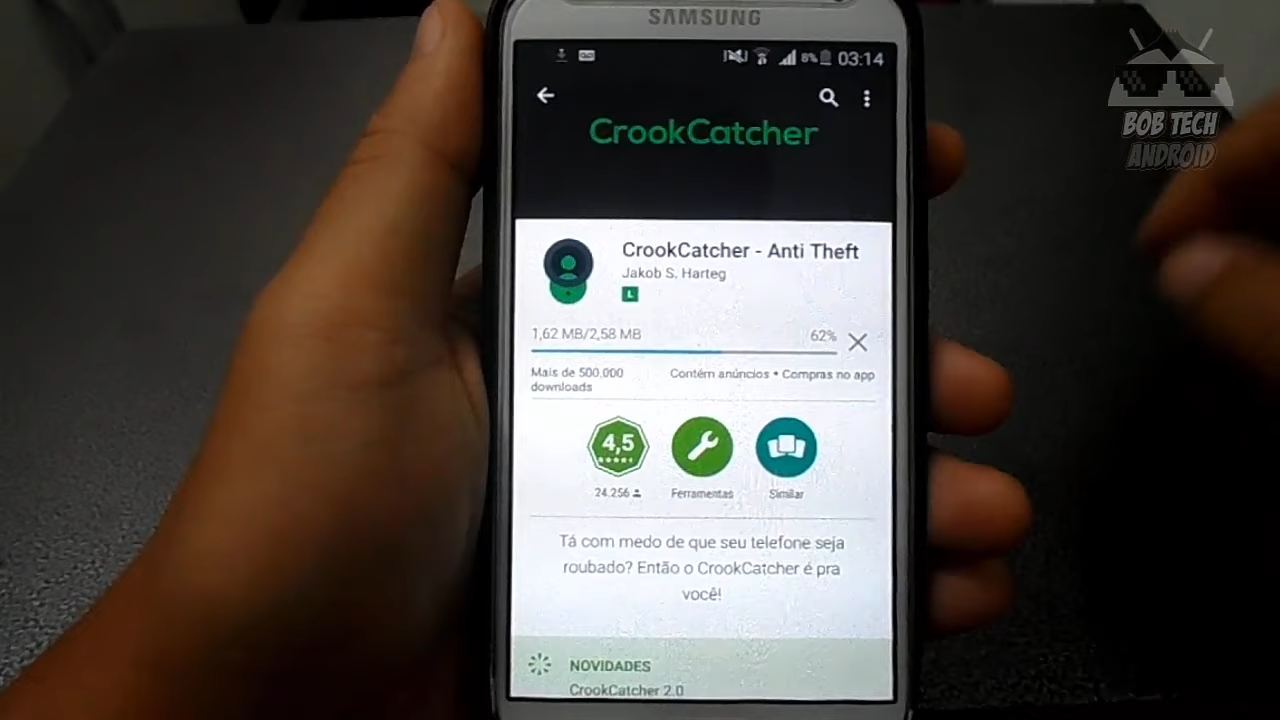 SAMSUNG
8% 03:14
BOB TECH
ANDROID
CrookCatcher
CrookCatcher - Anti Theft
Jakob S. Harteg
L
1,62 MB/2,58 MB 62%
Mais de 500,000
downloads
Contém anúncios • Compras no app
4,5
24.256
Ferramentas
Similar
Tá com medo de que seu telefone seja
roubado? Então o CrookCatcher é pra
você!
NOVIDADES
CrookCatcher 2.0